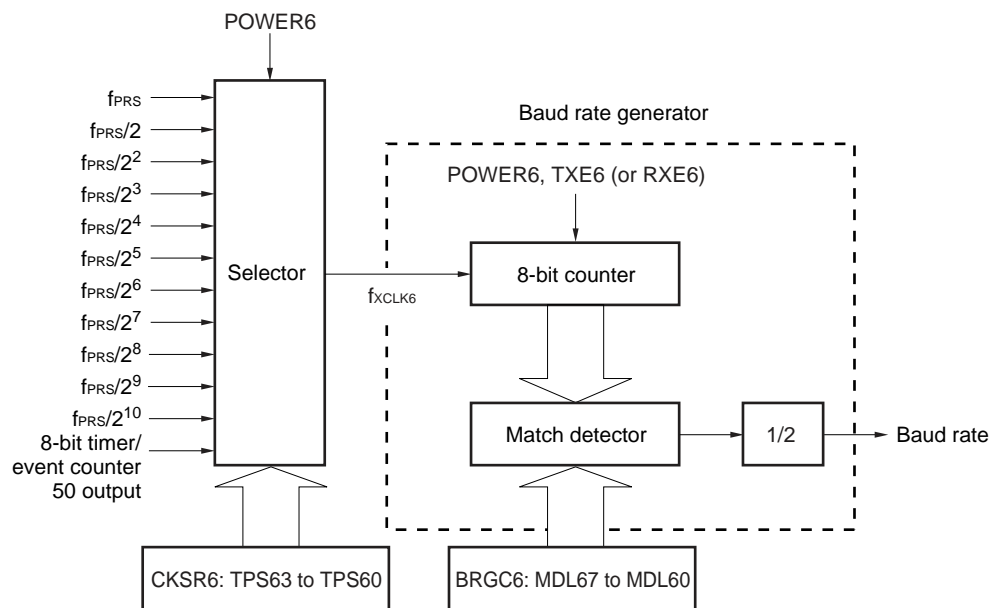 POWER6
fPRS
fPRS/2
fPRS/2²
fPRS/2³
fPRS/2⁴
fPRS/2⁵
fPRS/2⁶
fPRS/2⁷
fPRS/2⁸
fPRS/2⁹
fPRS/2¹⁰
8-bit timer/
event counter
50 output
Selector
fXCLK6
Baud rate generator
POWER6, TXE6 (or RXE6)
8-bit counter
Match detector
1/2
Baud rate
CKSR6: TPS63 to TPS60
BRGC6: MDL67 to MDL60